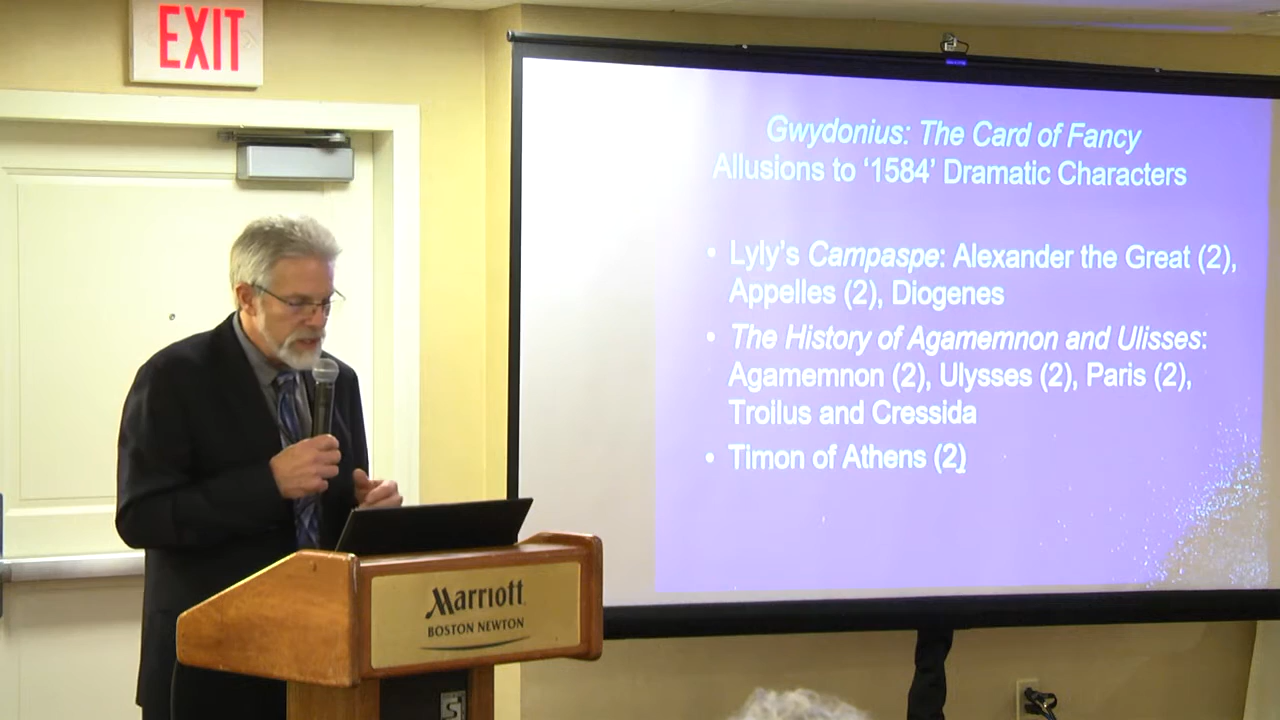 EXIT
Gwydonius: The Card of Fancy
Allusions to ‘1584’ Dramatic Characters
• Lyly’s Campaspe: Alexander the Great (2),
Appelles (2), Diogenes
• The History of Agamemnon and Ulisses:
Agamemnon (2), Ulysses (2), Paris (2),
Troilus and Cressida
• Timon of Athens (2)
Marriott
BOSTON NEWTON